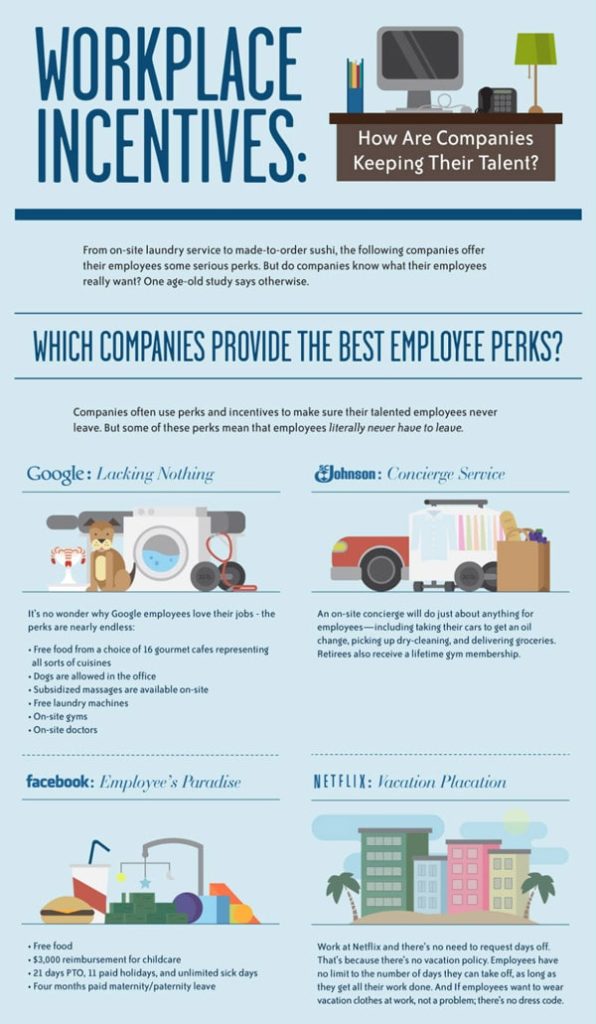 WORKPLACE
INCENTIVES:
How Are Companies
Keeping Their Talent?
From on-site laundry service to made-to-order sushi, the following companies offer
their employees some serious perks. But do companies know what their employees
really want? One age-old study says otherwise.
WHICH COMPANIES PROVIDE THE BEST EMPLOYEE PERKS?
Companies often use perks and incentives to make sure their talented employees never
leave. But some of these perks mean that employees literally never have to leave.
Google: Lacking Nothing
It's no wonder why Google employees love their jobs - the
perks are nearly endless:
• Free food from a choice of 16 gourmet cafes representing
all sorts of cuisines
• Dogs are allowed in the office
• Subsidized massages are available on-site
• Free laundry machines
• On-site gyms
• On-site doctors
SC Johnson: Concierge Service
An on-site concierge will do just about anything for
employees—including taking their cars to get an oil
change, picking up dry-cleaning, and delivering groceries.
Retirees also receive a lifetime gym membership.
facebook: Employee's Paradise
• Free food
• $3,000 reimbursement for childcare
• 21 days PTO, 11 paid holidays, and unlimited sick days
• Four months paid maternity/paternity leave
NETFLIX: Vacation Placation
Work at Netflix and there's no need to request days off.
That's because there's no vacation policy. Employees have
no limit to the number of days they can take off, as long as
they get all their work done. And If employees want to wear
vacation clothes at work, not a problem; there's no dress code.